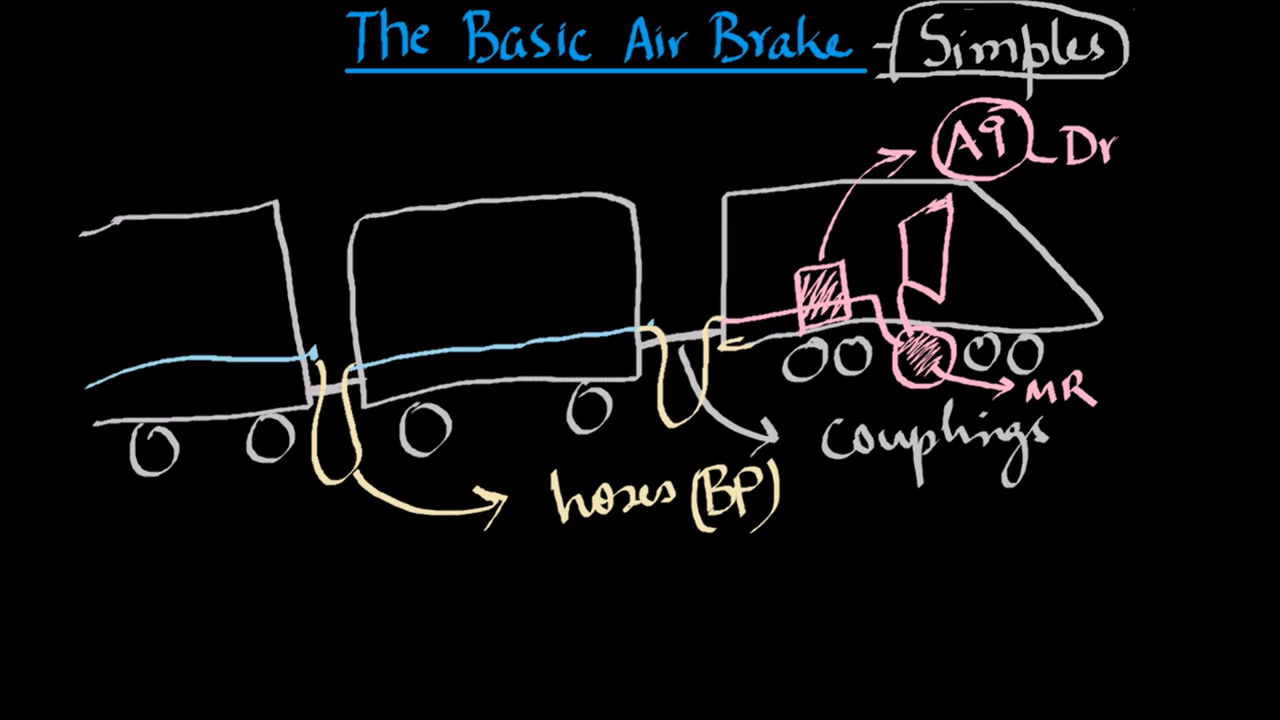 The Basic Air Brake - Simples
A9 - Dr
MR
couplings
hoses (BP)